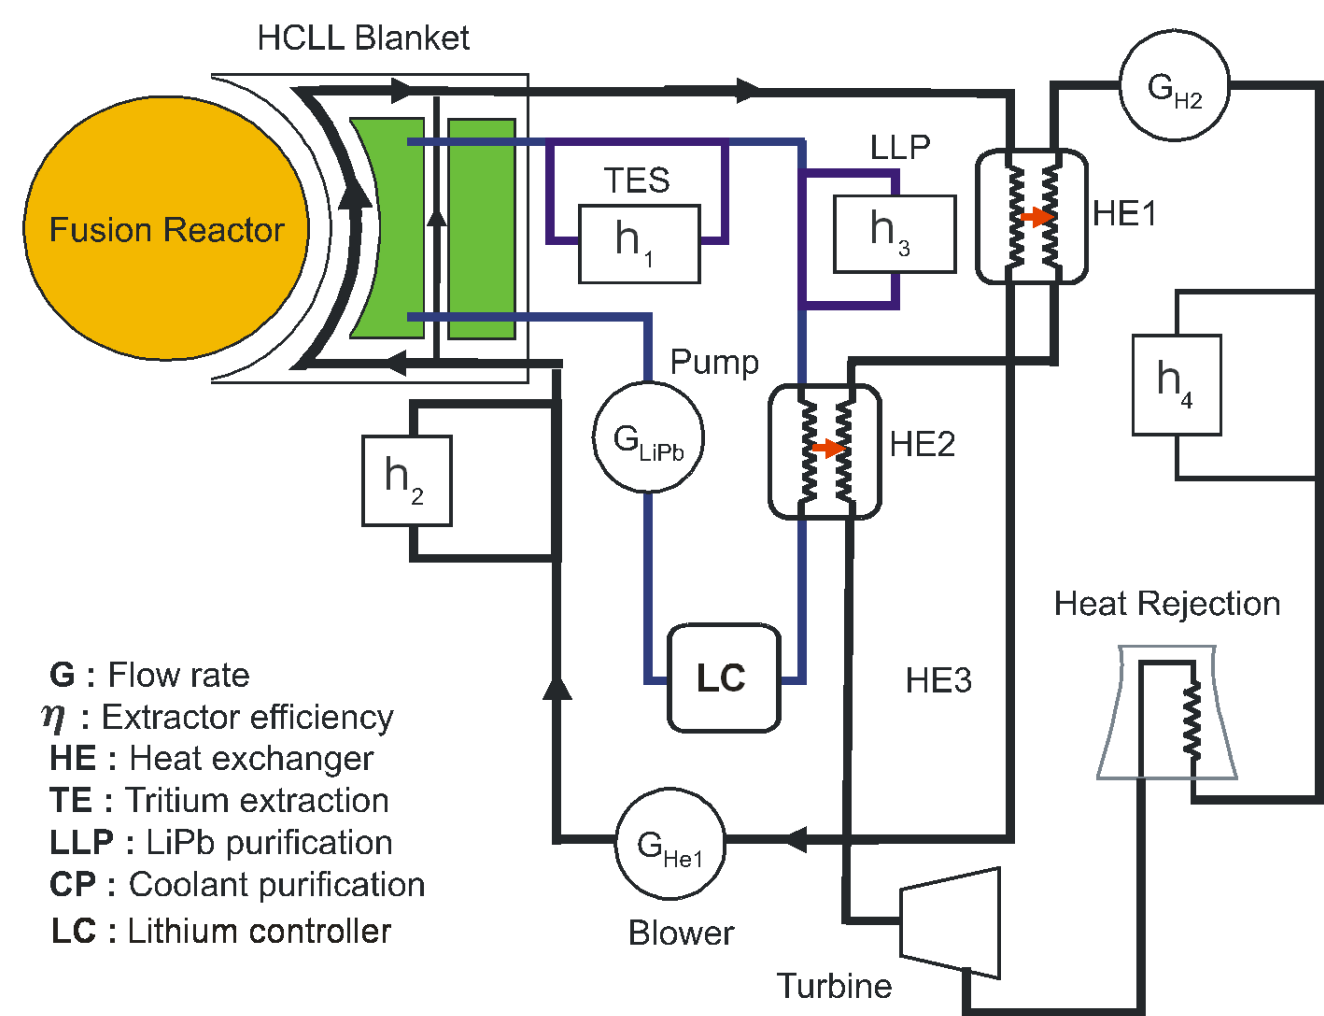 HCLL Blanket
G H2
LLP
TES
HE1
Fusion Reactor
h1
h3
Pump
h4
GLiPb
HE2
h2
Heat Rejection
LC
HE3
G : Flow rate
η : Extractor efficiency
HE : Heat exchanger
TE : Tritium extraction
LLP : LiPb purification
CP : Coolant purification
LC : Lithium controller
GHe1
Blower
Turbine